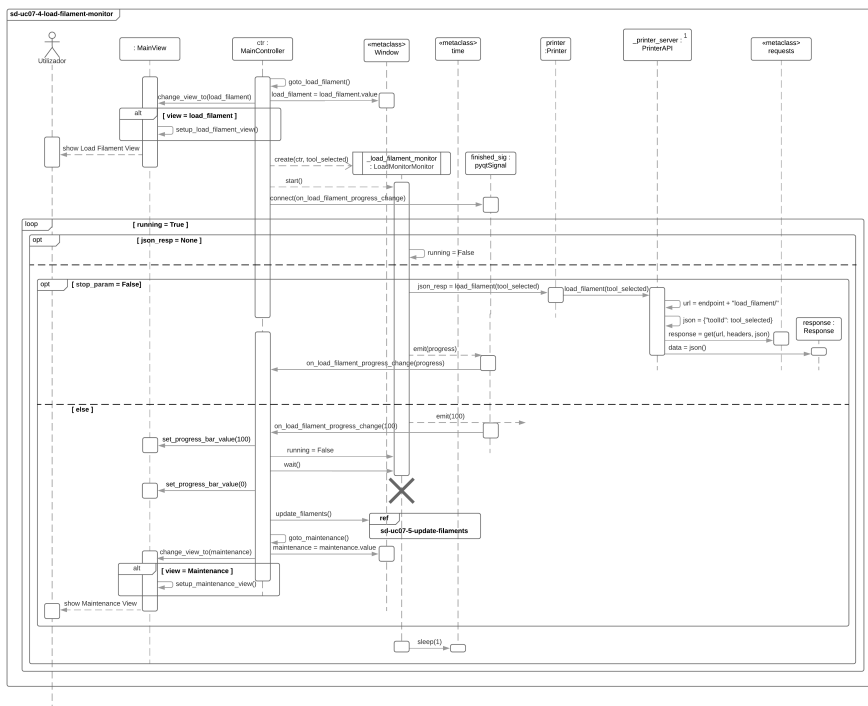 sd-uc07-4-load-filament-monitor
Utilizador
: MainView
ctr :
MainController
«metaclass»
Window
«metaclass»
time
printer
:Printer
_printer_server : 1
PrinterAPI
«metaclass»
requests
goto_load_filament()
change_view_to(load_filament)
load_filament = load_filament.value
alt
[ view = load_filament ]
setup_load_filament_view()
show Load Filament View
create(ctr, tool_selected)
_load_filament_monitor
: LoadMonitorMonitor
finished_sig :
pyqtSignal
start()
connect(on_load_filament_progress_change)
loop
[ running = True ]
opt
[ json_resp = None ]
running = False
opt
[ stop_param = False]
json_resp = load_filament(tool_selected)
load_filament(tool_selected)
url = endpoint + "load_filament/"
json = {"toolId": tool_selected}
response = get(url, headers, json)
response :
Response
data = json()
emit(progress)
on_load_filament_progress_change(progress)
[ else ]
emit(100)
on_load_filament_progress_change(100)
set_progress_bar_value(100)
running = False
wait()
set_progress_bar_value(0)
update_filaments()
ref
sd-uc07-5-update-filaments
goto_maintenance()
change_view_to(maintenance)
maintenance = maintenance.value
alt
[ view = Maintenance ]
setup_maintenance_view()
show Maintenance View
sleep(1)